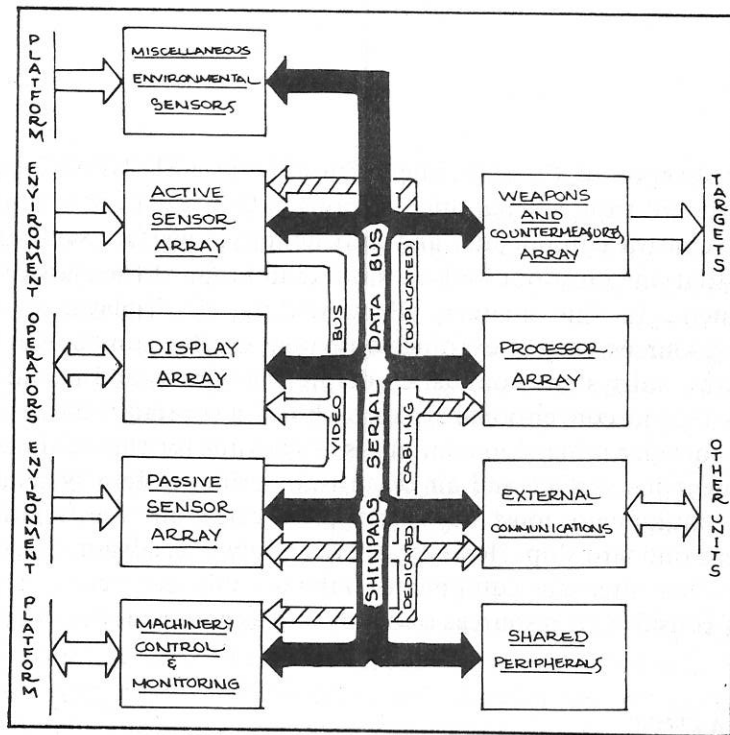 PLATFORM
MISCELLANEOUS
ENVIRONMENTAL
SENSORS
ENVIRONMENT
ACTIVE
SENSOR
ARRAY
WEAPONS
AND
COUNTERMEASURES
ARRAY
TARGETS
OPERATORS
DISPLAY
ARRAY
VIDEO BUS
SHINPADS SERIAL DATA BUS
DEDICATED CABLING (DUPLICATED)
PROCESSOR
ARRAY
ENVIRONMENT
PASSIVE
SENSOR
ARRAY
EXTERNAL
COMMUNICATIONS
OTHER UNITS
PLATFORM
MACHINERY
CONTROL
&
MONITORING
SHARED
PERIPHERALS